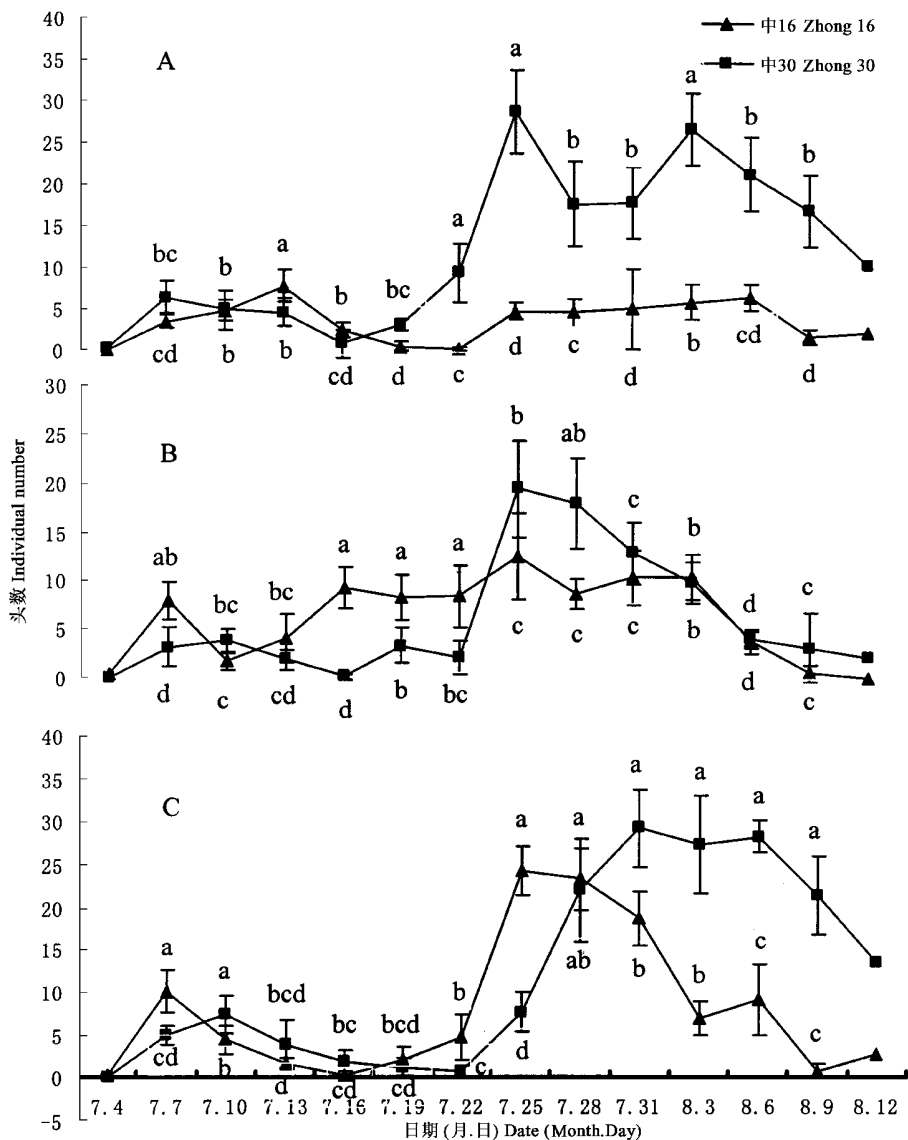 40
35
30
25
20
15
10
5
0
A
中16 Zhong 16
中30 Zhong 30
a
a
b
b
b
b
a
a
b
bc
b
bc
cd
b
b
cd
d
c
d
c
d
b
cd
d
头数 Individual number
30
25
20
15
10
5
0
B
b
ab
c
b
ab
a
a
a
bc
bc
d
c
d
c
cd
d
b
bc
c
c
c
b
d
c
40
35
30
25
20
15
10
5
0
-5
C
a
a
a
a
a
a
a
a
bcd
bc
bcd
b
b
b
c
cd
b
d
cd
cd
c
d
ab
c
7.4 7.7 7.10 7.13 7.16 7.19 7.22 7.25 7.28 7.31 8.3 8.6 8.9 8.12
日期(月.日) Date (Month.Day)